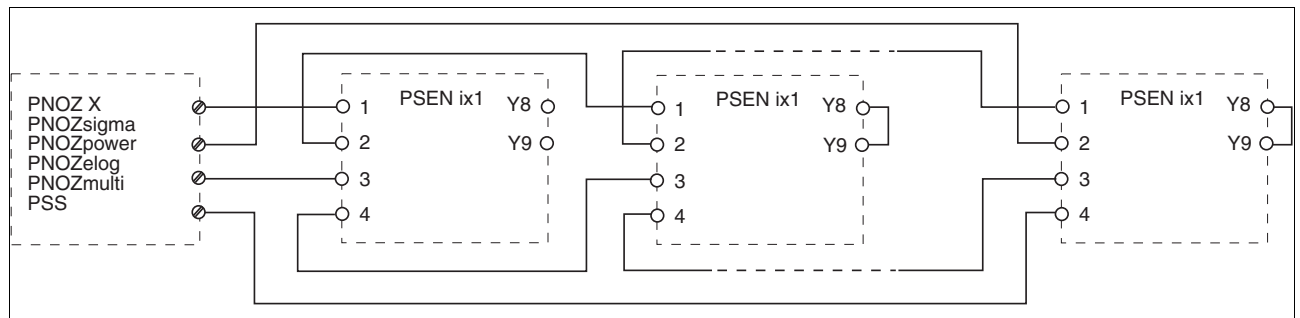 PNOZ X
PNOZsigma
PNOZpower
PNOZelog
PNOZmulti
PSS
PSEN ix1
1
2
3
4
Y8
Y9
PSEN ix1
1
2
3
4
Y8
Y9
PSEN ix1
1
2
3
4
Y8
Y9